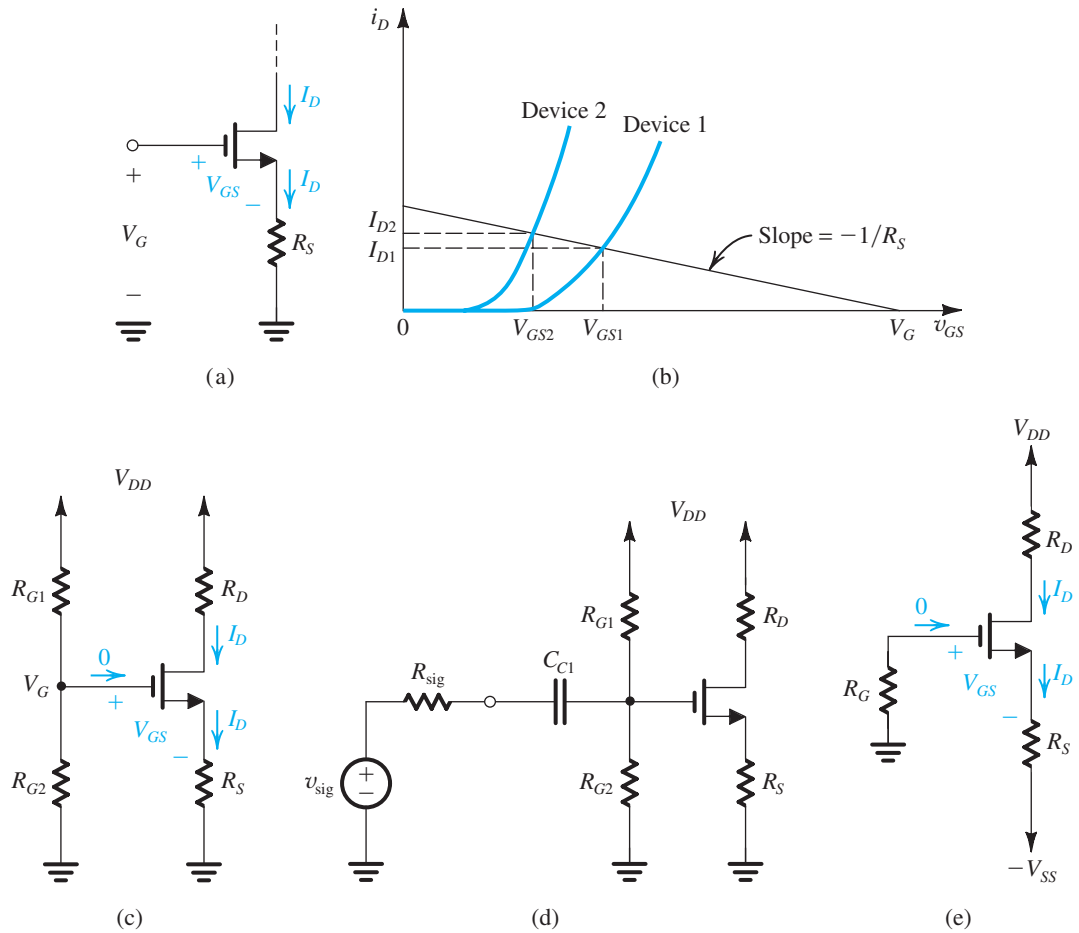 I_D
+
V_GS
−
I_D
+
V_G
−
R_S
(a)
i_D
Device 2
Device 1
I_D2
I_D1
Slope = −1/R_S
0
V_GS2
V_GS1
V_G
v_GS
(b)
V_DD
R_G1
R_D
0
I_D
V_G
+
V_GS
−
I_D
R_G2
R_S
(c)
V_DD
R_G1
R_D
R_sig
C_C1
v_sig
+
−
R_G2
R_S
(d)
V_DD
R_D
0
I_D
+
V_GS
−
I_D
R_G
R_S
−V_SS
(e)